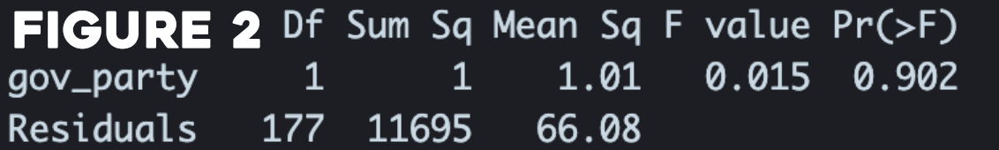 FIGURE 2 Df Sum Sq Mean Sq F value Pr(>F)
gov_party 1 1 1.01 0.015 0.902
Residuals 177 11695 66.08